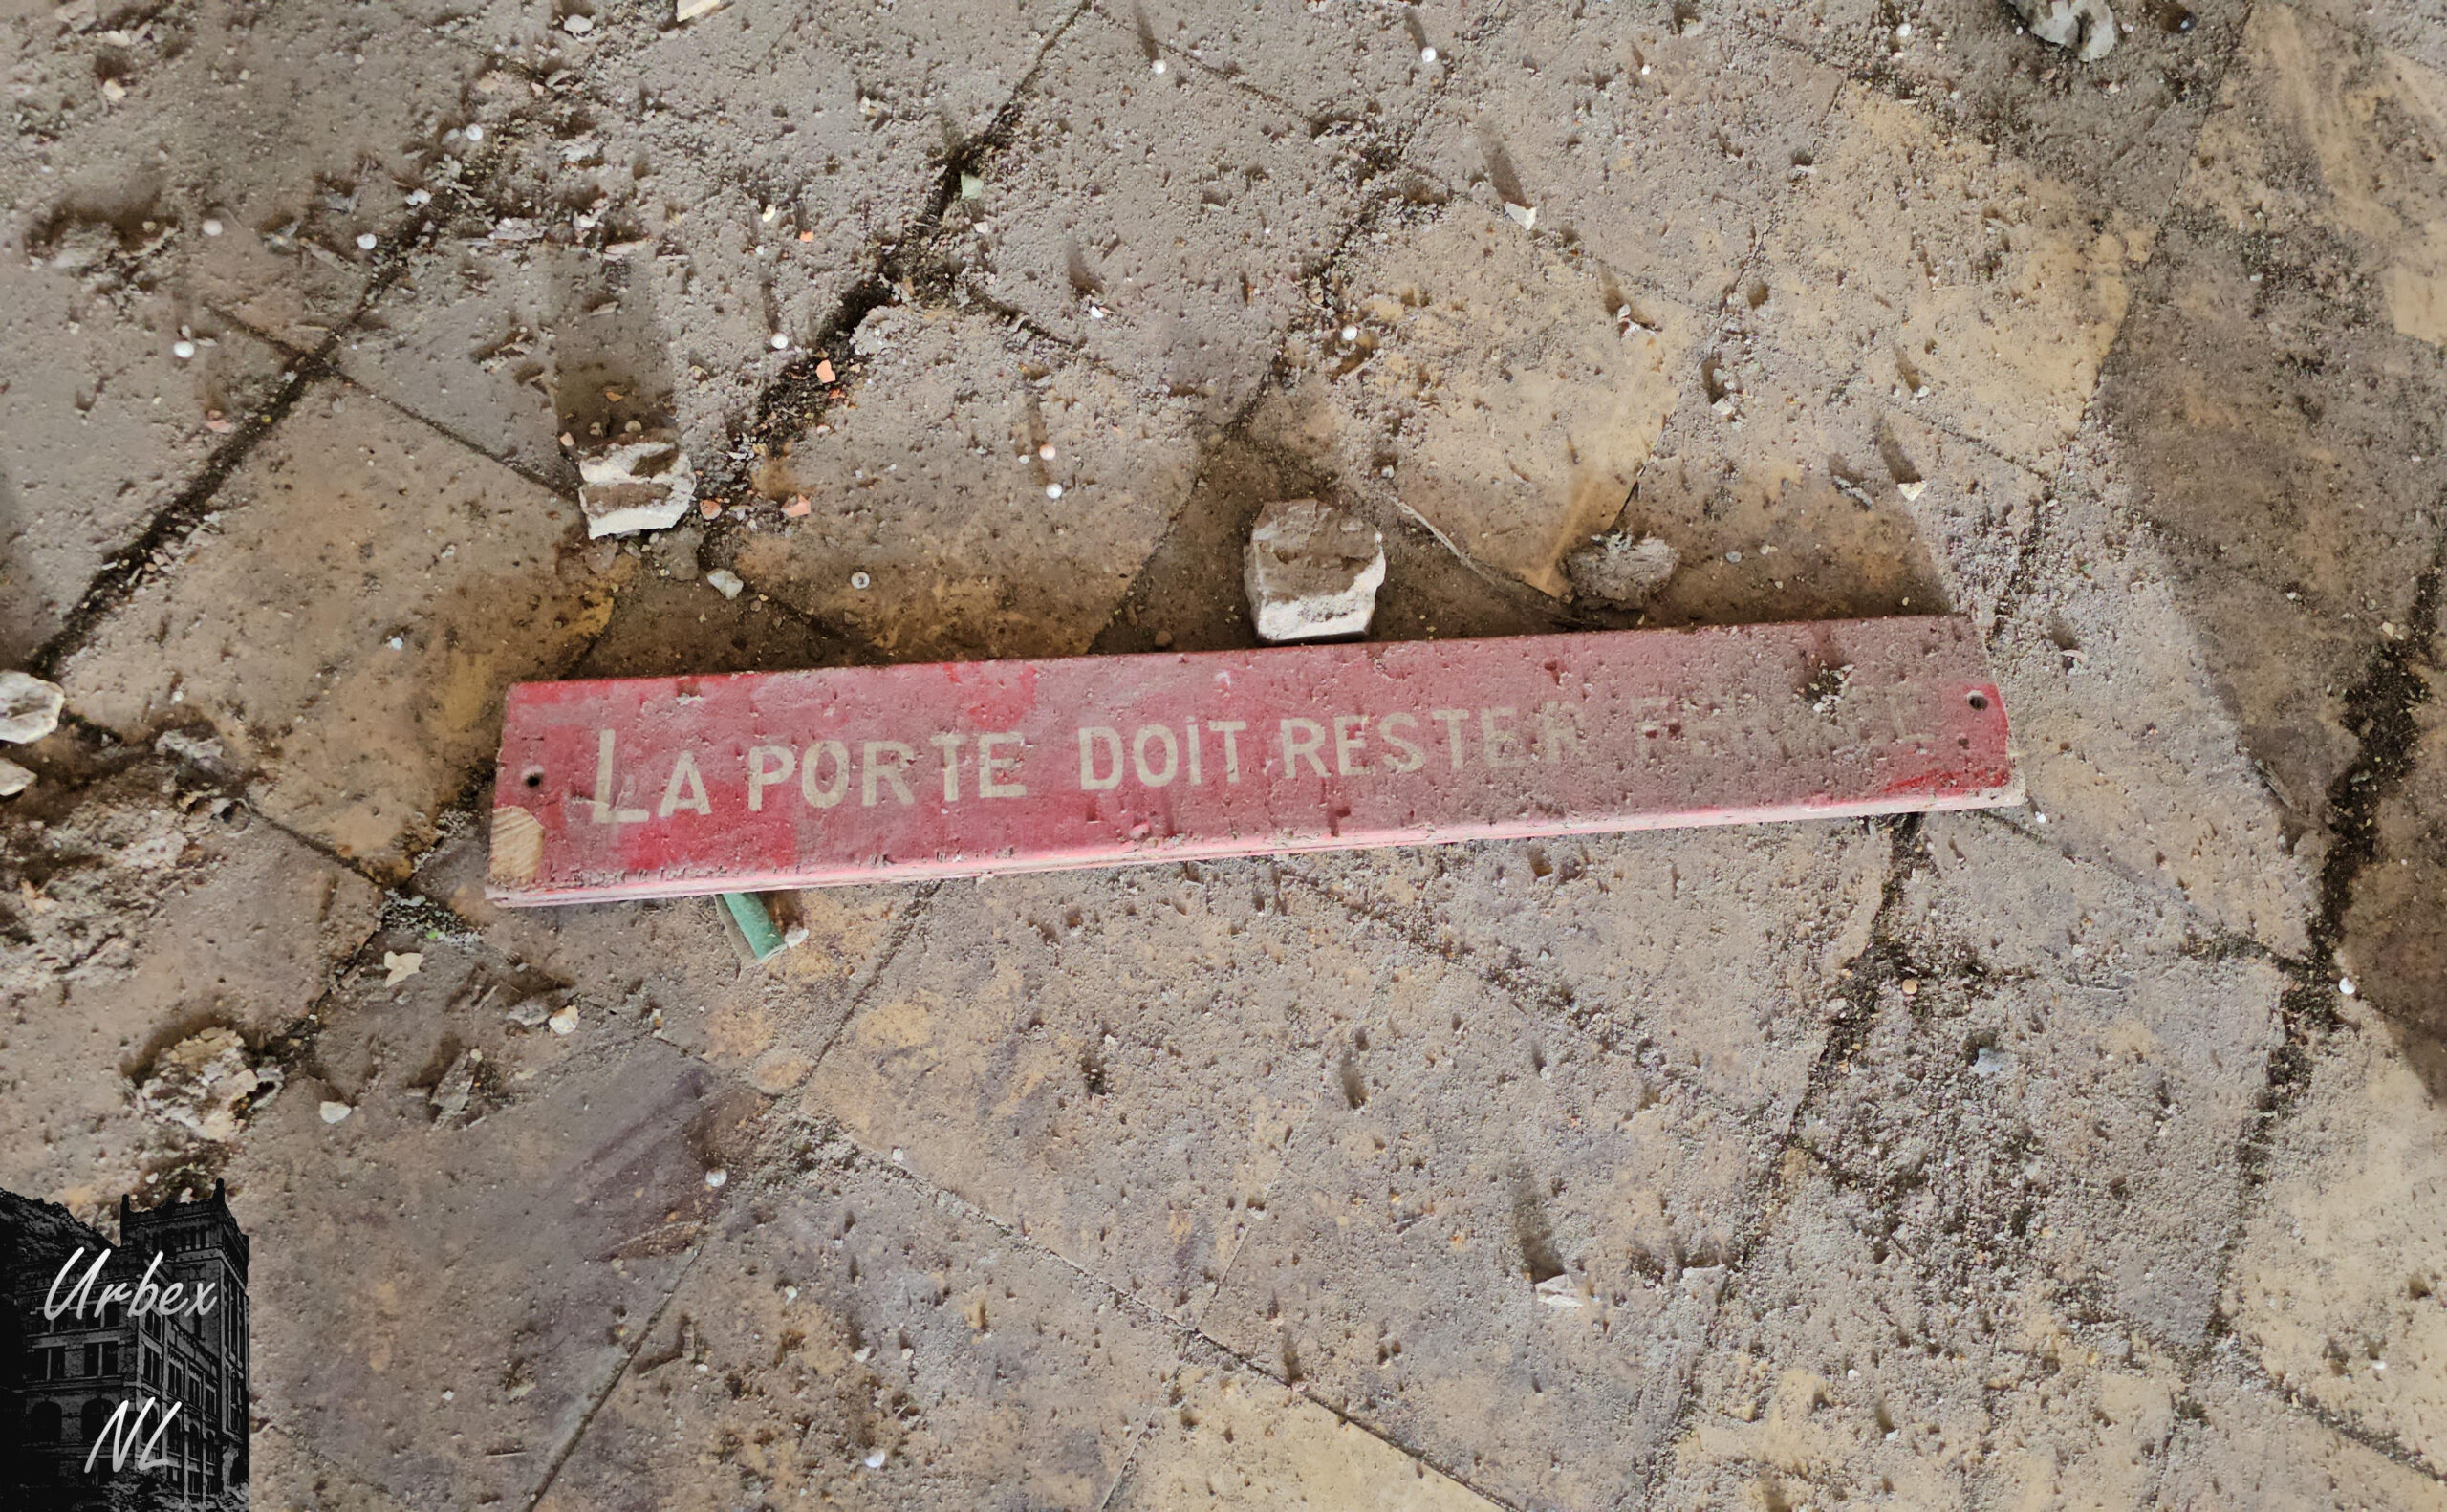 LA PORTE DOIT RESTER
Urbex
NL